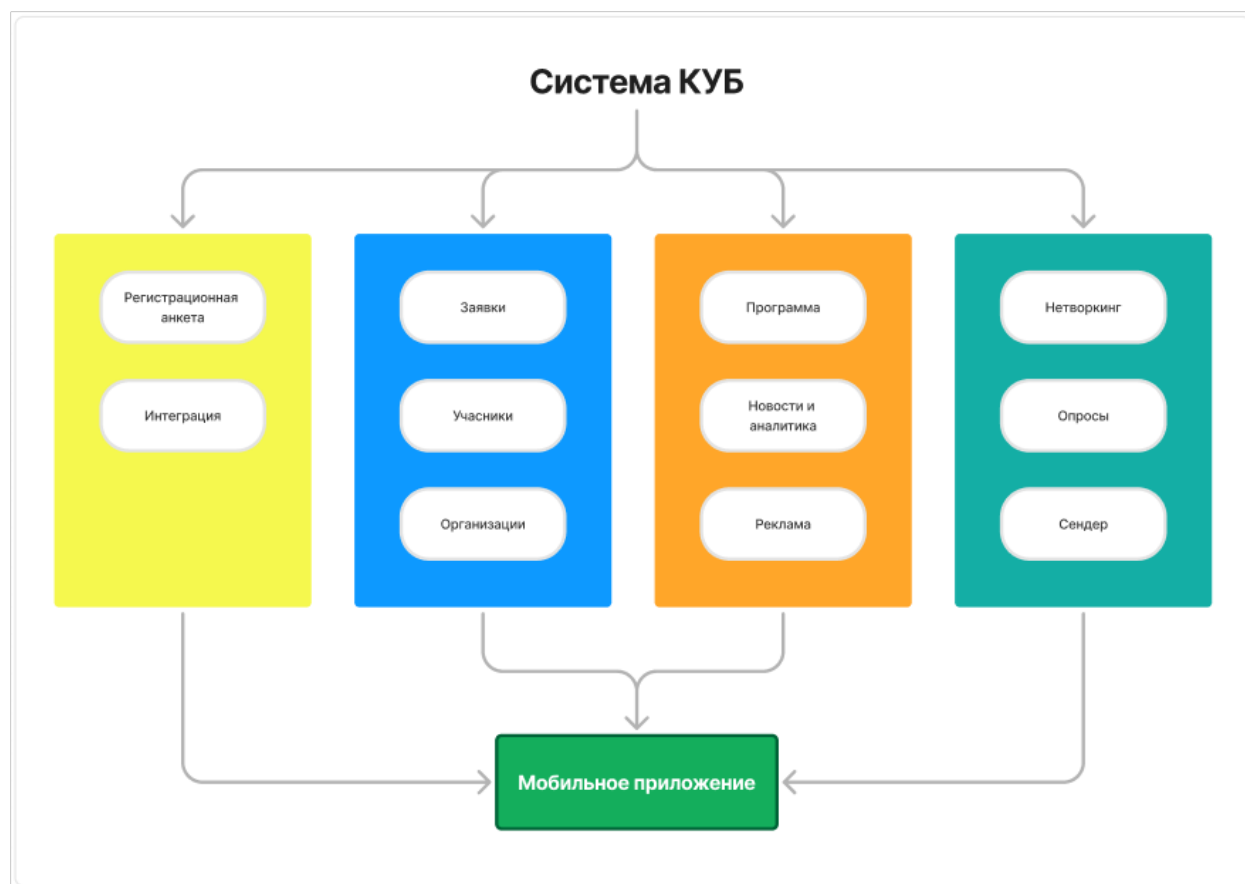 Система КУБ
Регистрационная
анкета
Интеграция
Заявки
Учасники
Организации
Программа
Новости и
аналитика
Реклама
Нетворкинг
Опросы
Сендер
Мобильное приложение